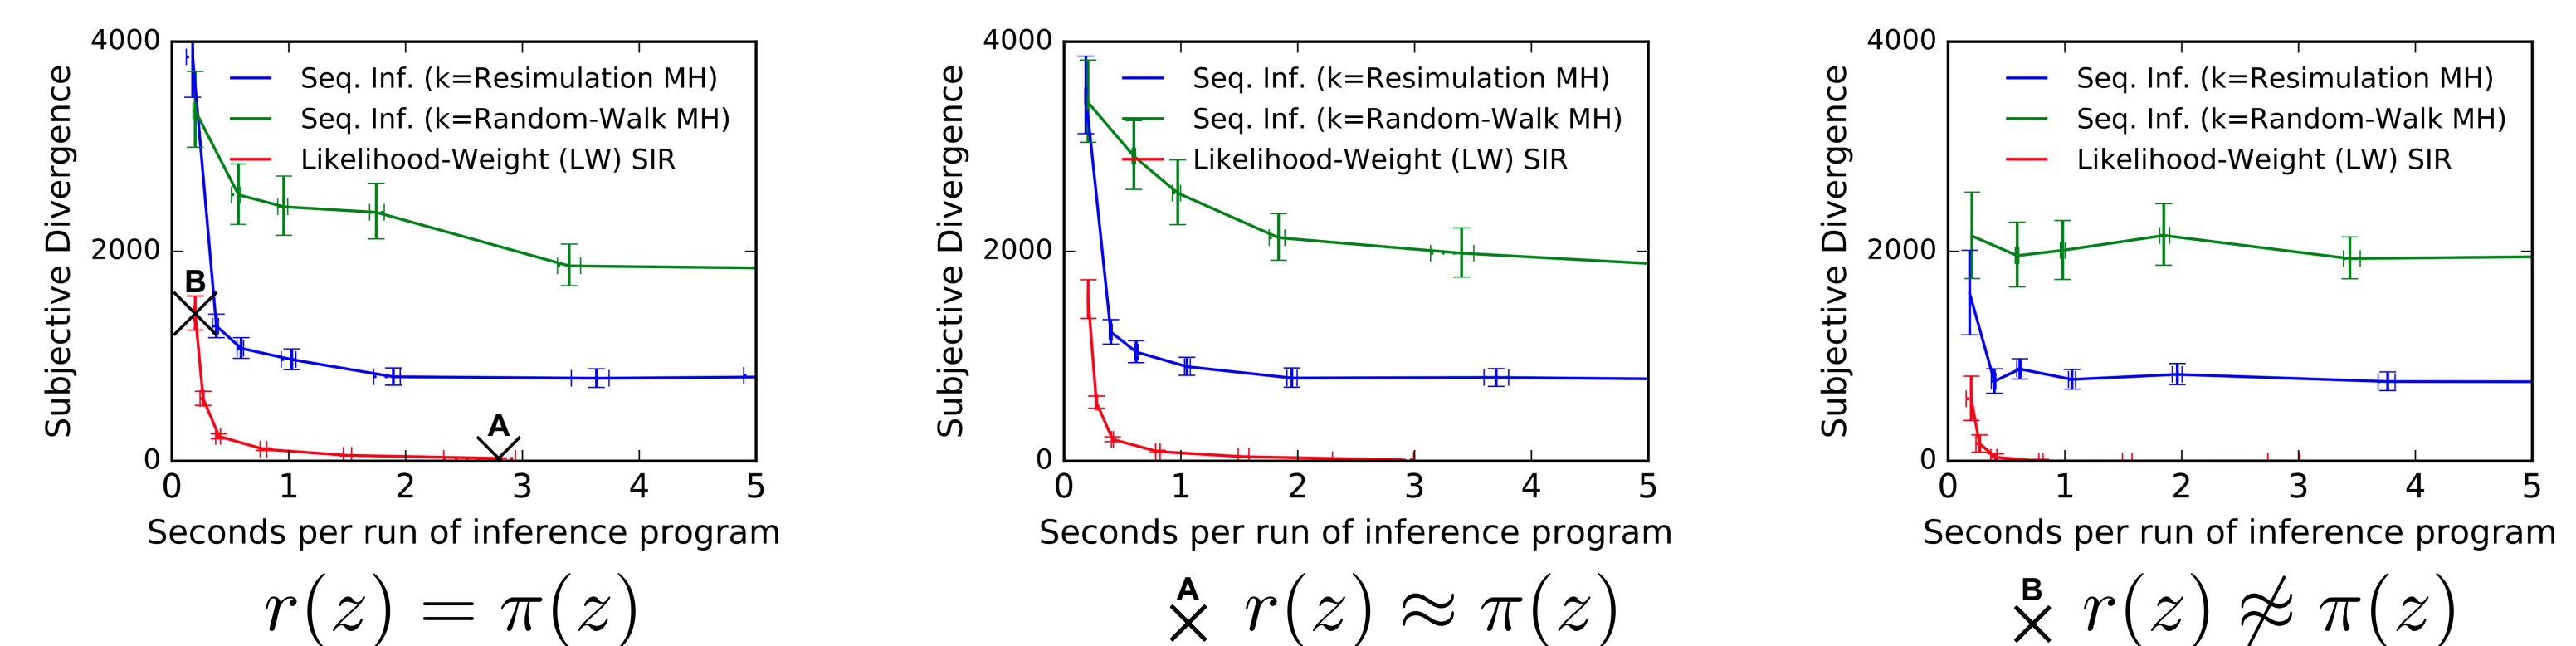 4000
2000
0
0 1 2 3 4 5
Subjective Divergence
Seq. Inf. (k=Resimulation MH)
Seq. Inf. (k=Random-Walk MH)
Likelihood-Weight (LW) SIR
B
A
Seconds per run of inference program
r(z) = π(z)
4000
2000
0
0 1 2 3 4 5
Subjective Divergence
Seq. Inf. (k=Resimulation MH)
Seq. Inf. (k=Random-Walk MH)
Likelihood-Weight (LW) SIR
Seconds per run of inference program
A
× r(z) ≈ π(z)
4000
2000
0
0 1 2 3 4 5
Subjective Divergence
Seq. Inf. (k=Resimulation MH)
Seq. Inf. (k=Random-Walk MH)
Likelihood-Weight (LW) SIR
Seconds per run of inference program
B
× r(z) ≉ π(z)